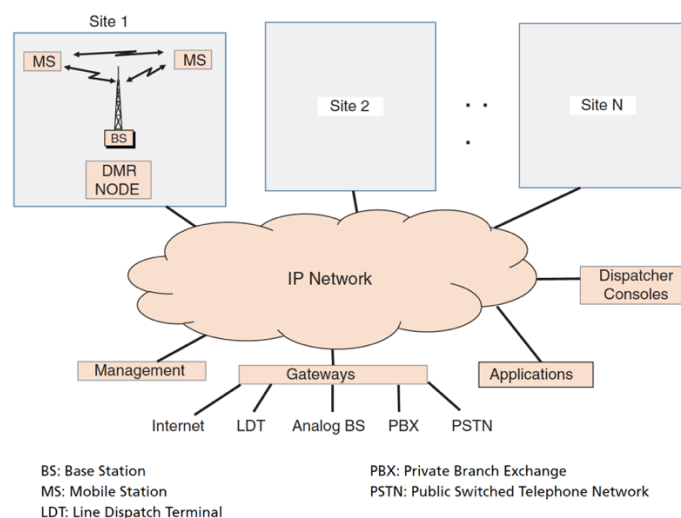 Site 1
MS
MS
BS
DMR
NODE
Site 2
Site N
IP Network
Dispatcher
Consoles
Management
Gateways
Applications
Internet
LDT
Analog BS
PBX
PSTN
BS: Base Station
MS: Mobile Station
LDT: Line Dispatch Terminal
PBX: Private Branch Exchange
PSTN: Public Switched Telephone Network